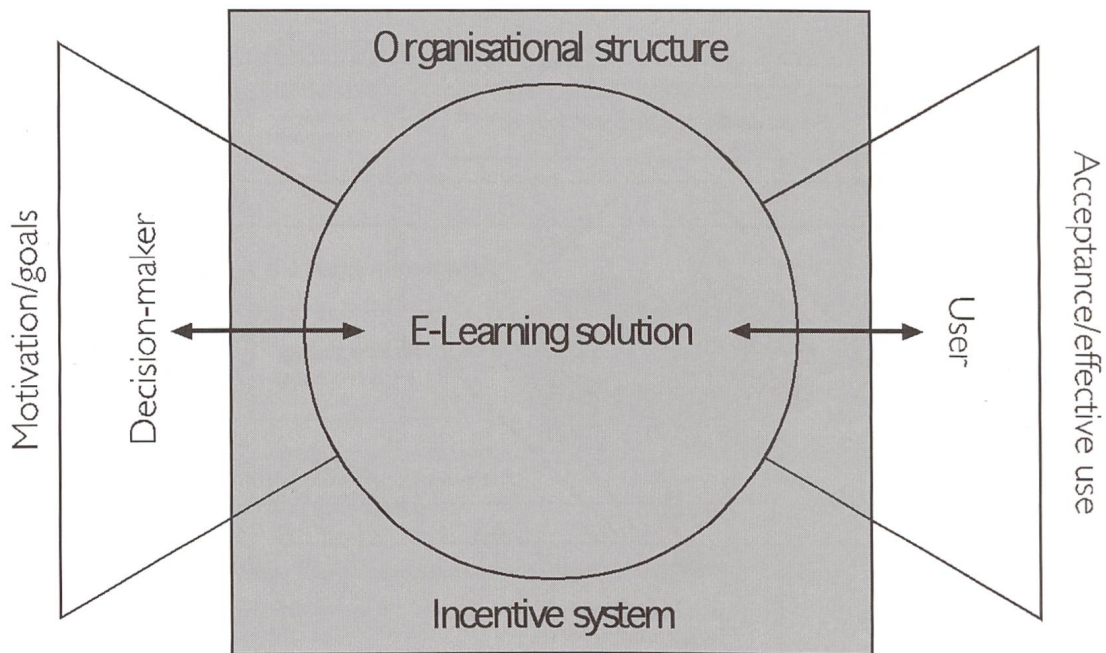 Organisational structure
Motivation/goals
Decision-maker
E-Learning solution
User
Acceptance/effective use
Incentive system